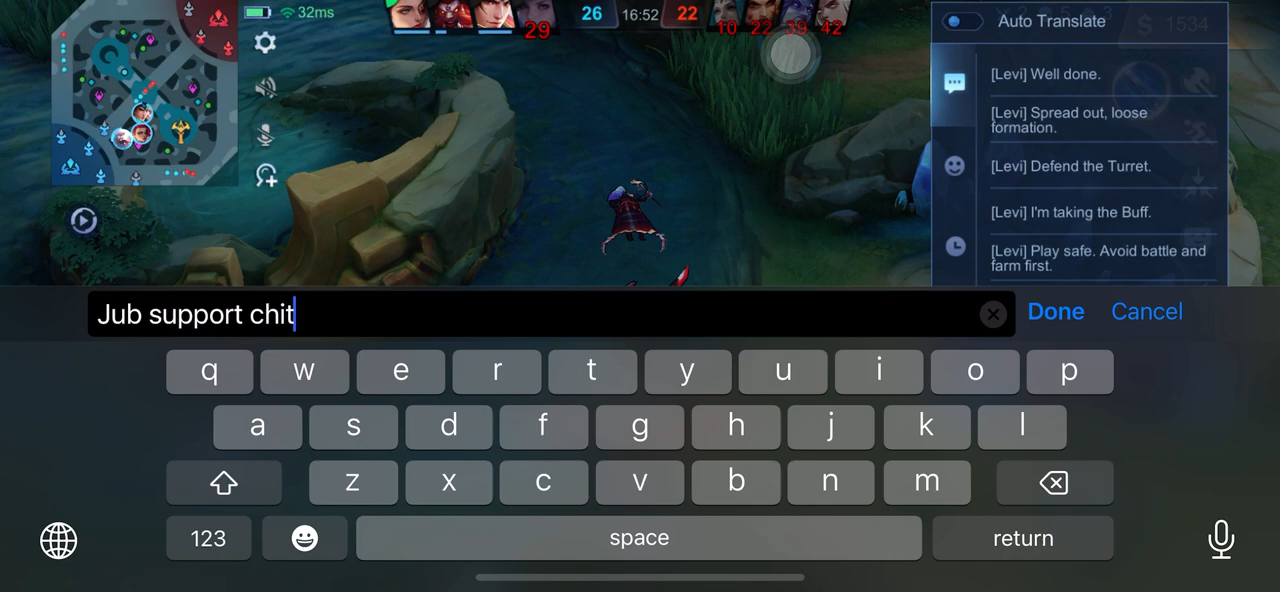 32ms
29
26
16:52
22
10 22 39 42
Auto Translate
1534
[Levi] Well done.
[Levi] Spread out, loose
formation.
[Levi] Defend the Turret.
[Levi] I'm taking the Buff.
[Levi] Play safe. Avoid battle and
farm first.
Jub support chit
Done
Cancel
q w e r t y u i o p
a s d f g h j k l
z x c v b n m
123
space
return